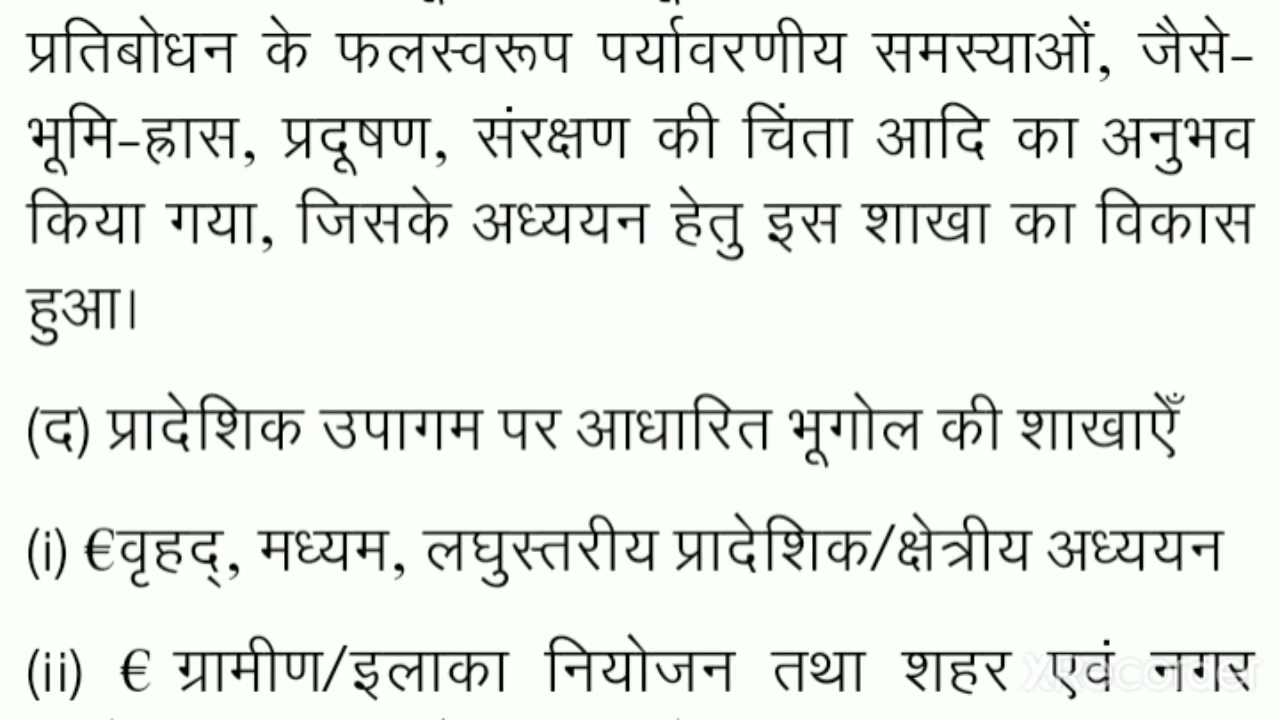 प्रतिबोधन के फलस्वरूप पर्यावरणीय समस्याओं, जैसे-
भूमि-ह्रास, प्रदूषण, संरक्षण की चिंता आदि का अनुभव
किया गया, जिसके अध्ययन हेतु इस शाखा का विकास
हुआ।
(द) प्रादेशिक उपागम पर आधारित भूगोल की शाखाएँ
(i) €वृहद्, मध्यम, लघुस्तरीय प्रादेशिक/क्षेत्रीय अध्ययन
(ii) € ग्रामीण/इलाका नियोजन तथा शहर एवं नगर
XRecorder